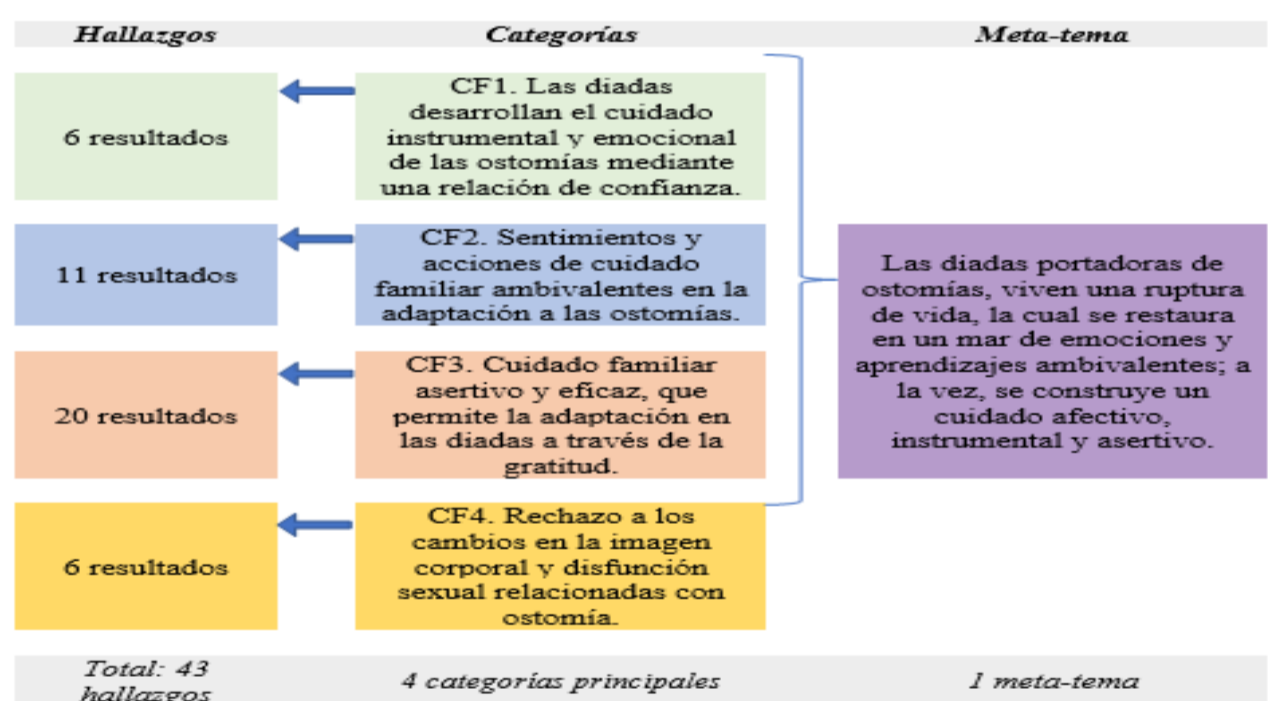 Hallazgos Categorías Meta-tema
6 resultados
CF1. Las diadas
desarrollan el cuidado
instrumental y emocional
de las ostomías mediante
una relación de confianza.
11 resultados
CF2. Sentimientos y
acciones de cuidado
familiar ambivalentes en la
adaptación a las ostomías.
20 resultados
CF3. Cuidado familiar
asertivo y eficaz, que
permite la adaptación en
las diadas a través de la
gratitud.
6 resultados
CF4. Rechazo a los
cambios en la imagen
corporal y disfunción
sexual relacionadas con
ostomía.
Las diadas portadoras de
ostomías, viven una ruptura
de vida, la cual se restaura
en un mar de emociones y
aprendizajes ambivalentes; a
la vez, se construye un
cuidado afectivo,
instrumental y asertivo.
Total: 43
hallazgos
4 categorías principales
1 meta-tema